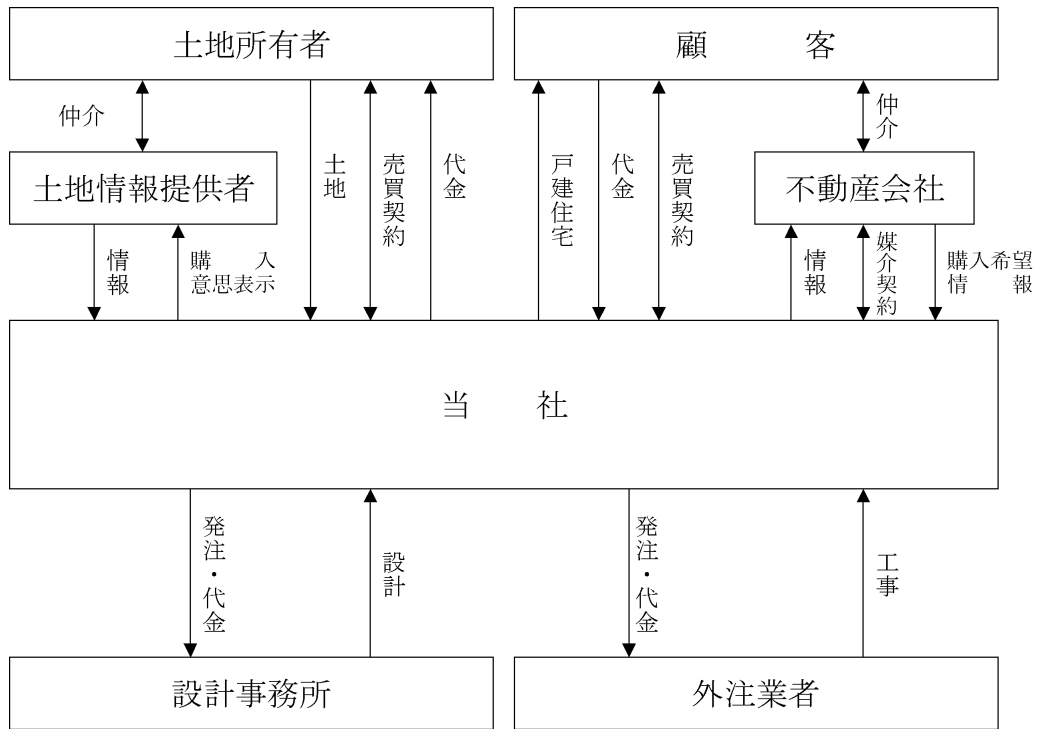 土地所有者
顧客
仲介
土地
売買契約
代金
戸建住宅
代金
売買契約
仲介
土地情報提供者
不動産会社
情報
購入
意思表示
情報
媒介契約
購入希望
情報
当社
発注・代金
設計
発注・代金
工事
設計事務所
外注業者